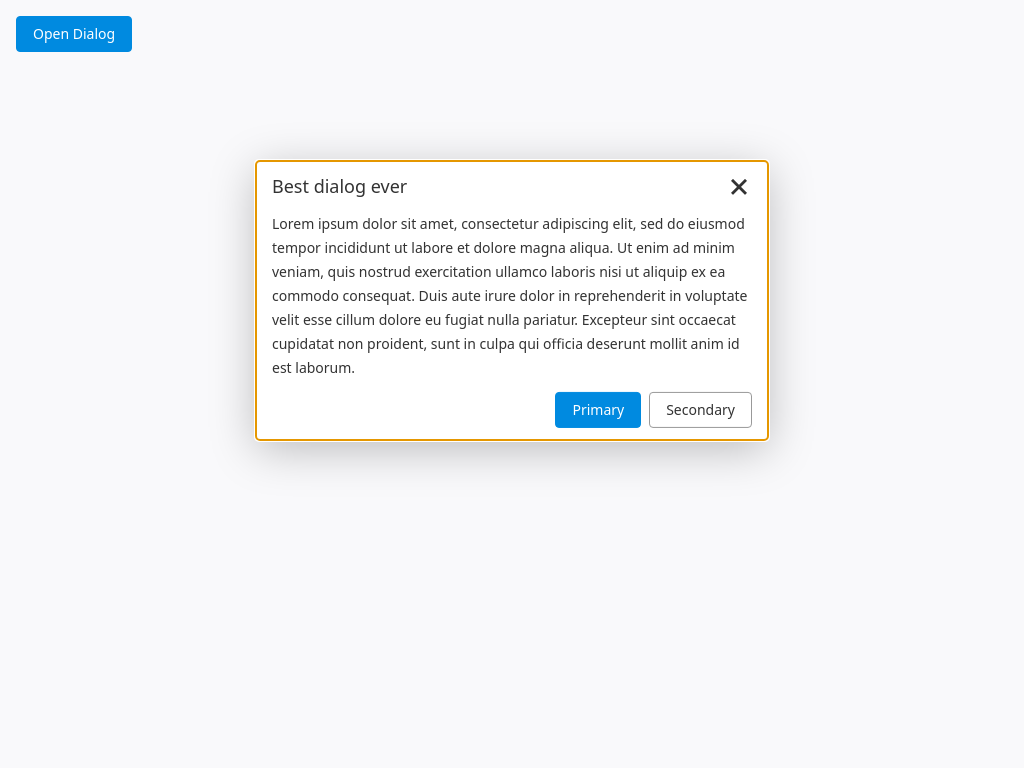 Open Dialog
Best dialog ever
Lorem ipsum dolor sit amet, consectetur adipiscing elit, sed do eiusmod
tempor incididunt ut labore et dolore magna aliqua. Ut enim ad minim
veniam, quis nostrud exercitation ullamco laboris nisi ut aliquip ex ea
commodo consequat. Duis aute irure dolor in reprehenderit in voluptate
velit esse cillum dolore eu fugiat nulla pariatur. Excepteur sint occaecat
cupidatat non proident, sunt in culpa qui officia deserunt mollit anim id
est laborum.
Primary Secondary